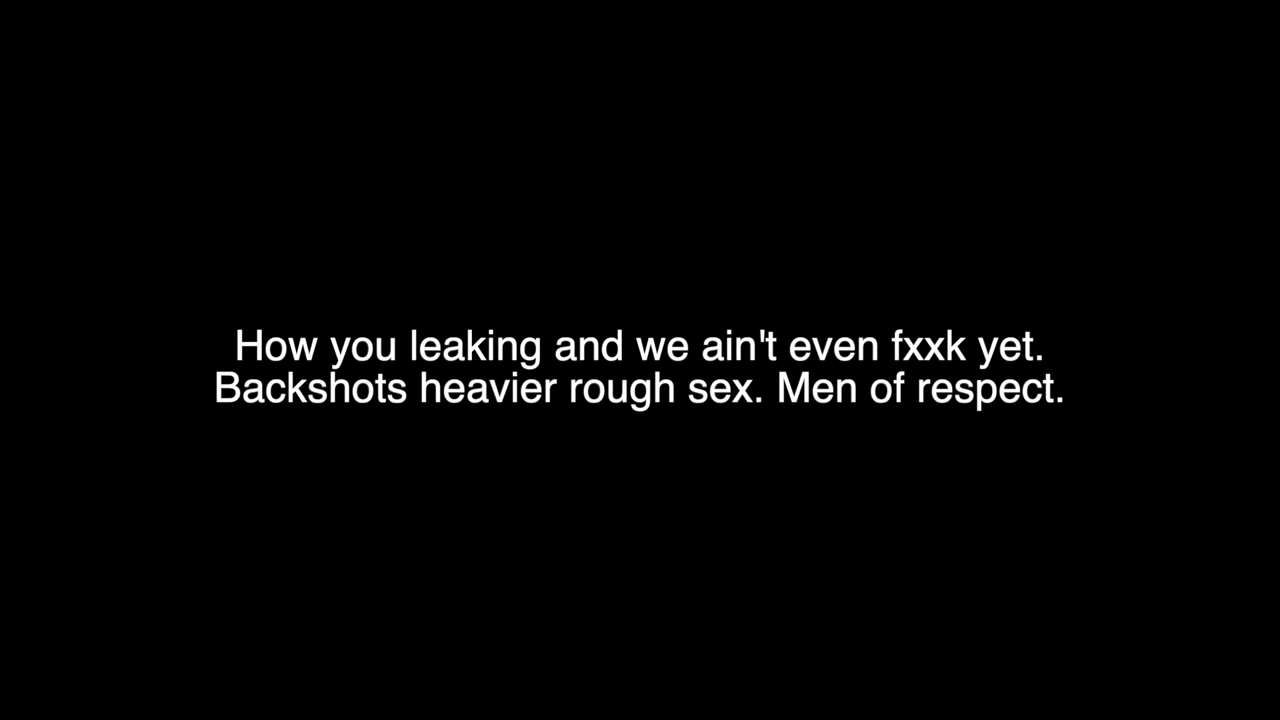 How you leaking and we ain't even fxxk yet.
Backshots heavier rough sex. Men of respect.